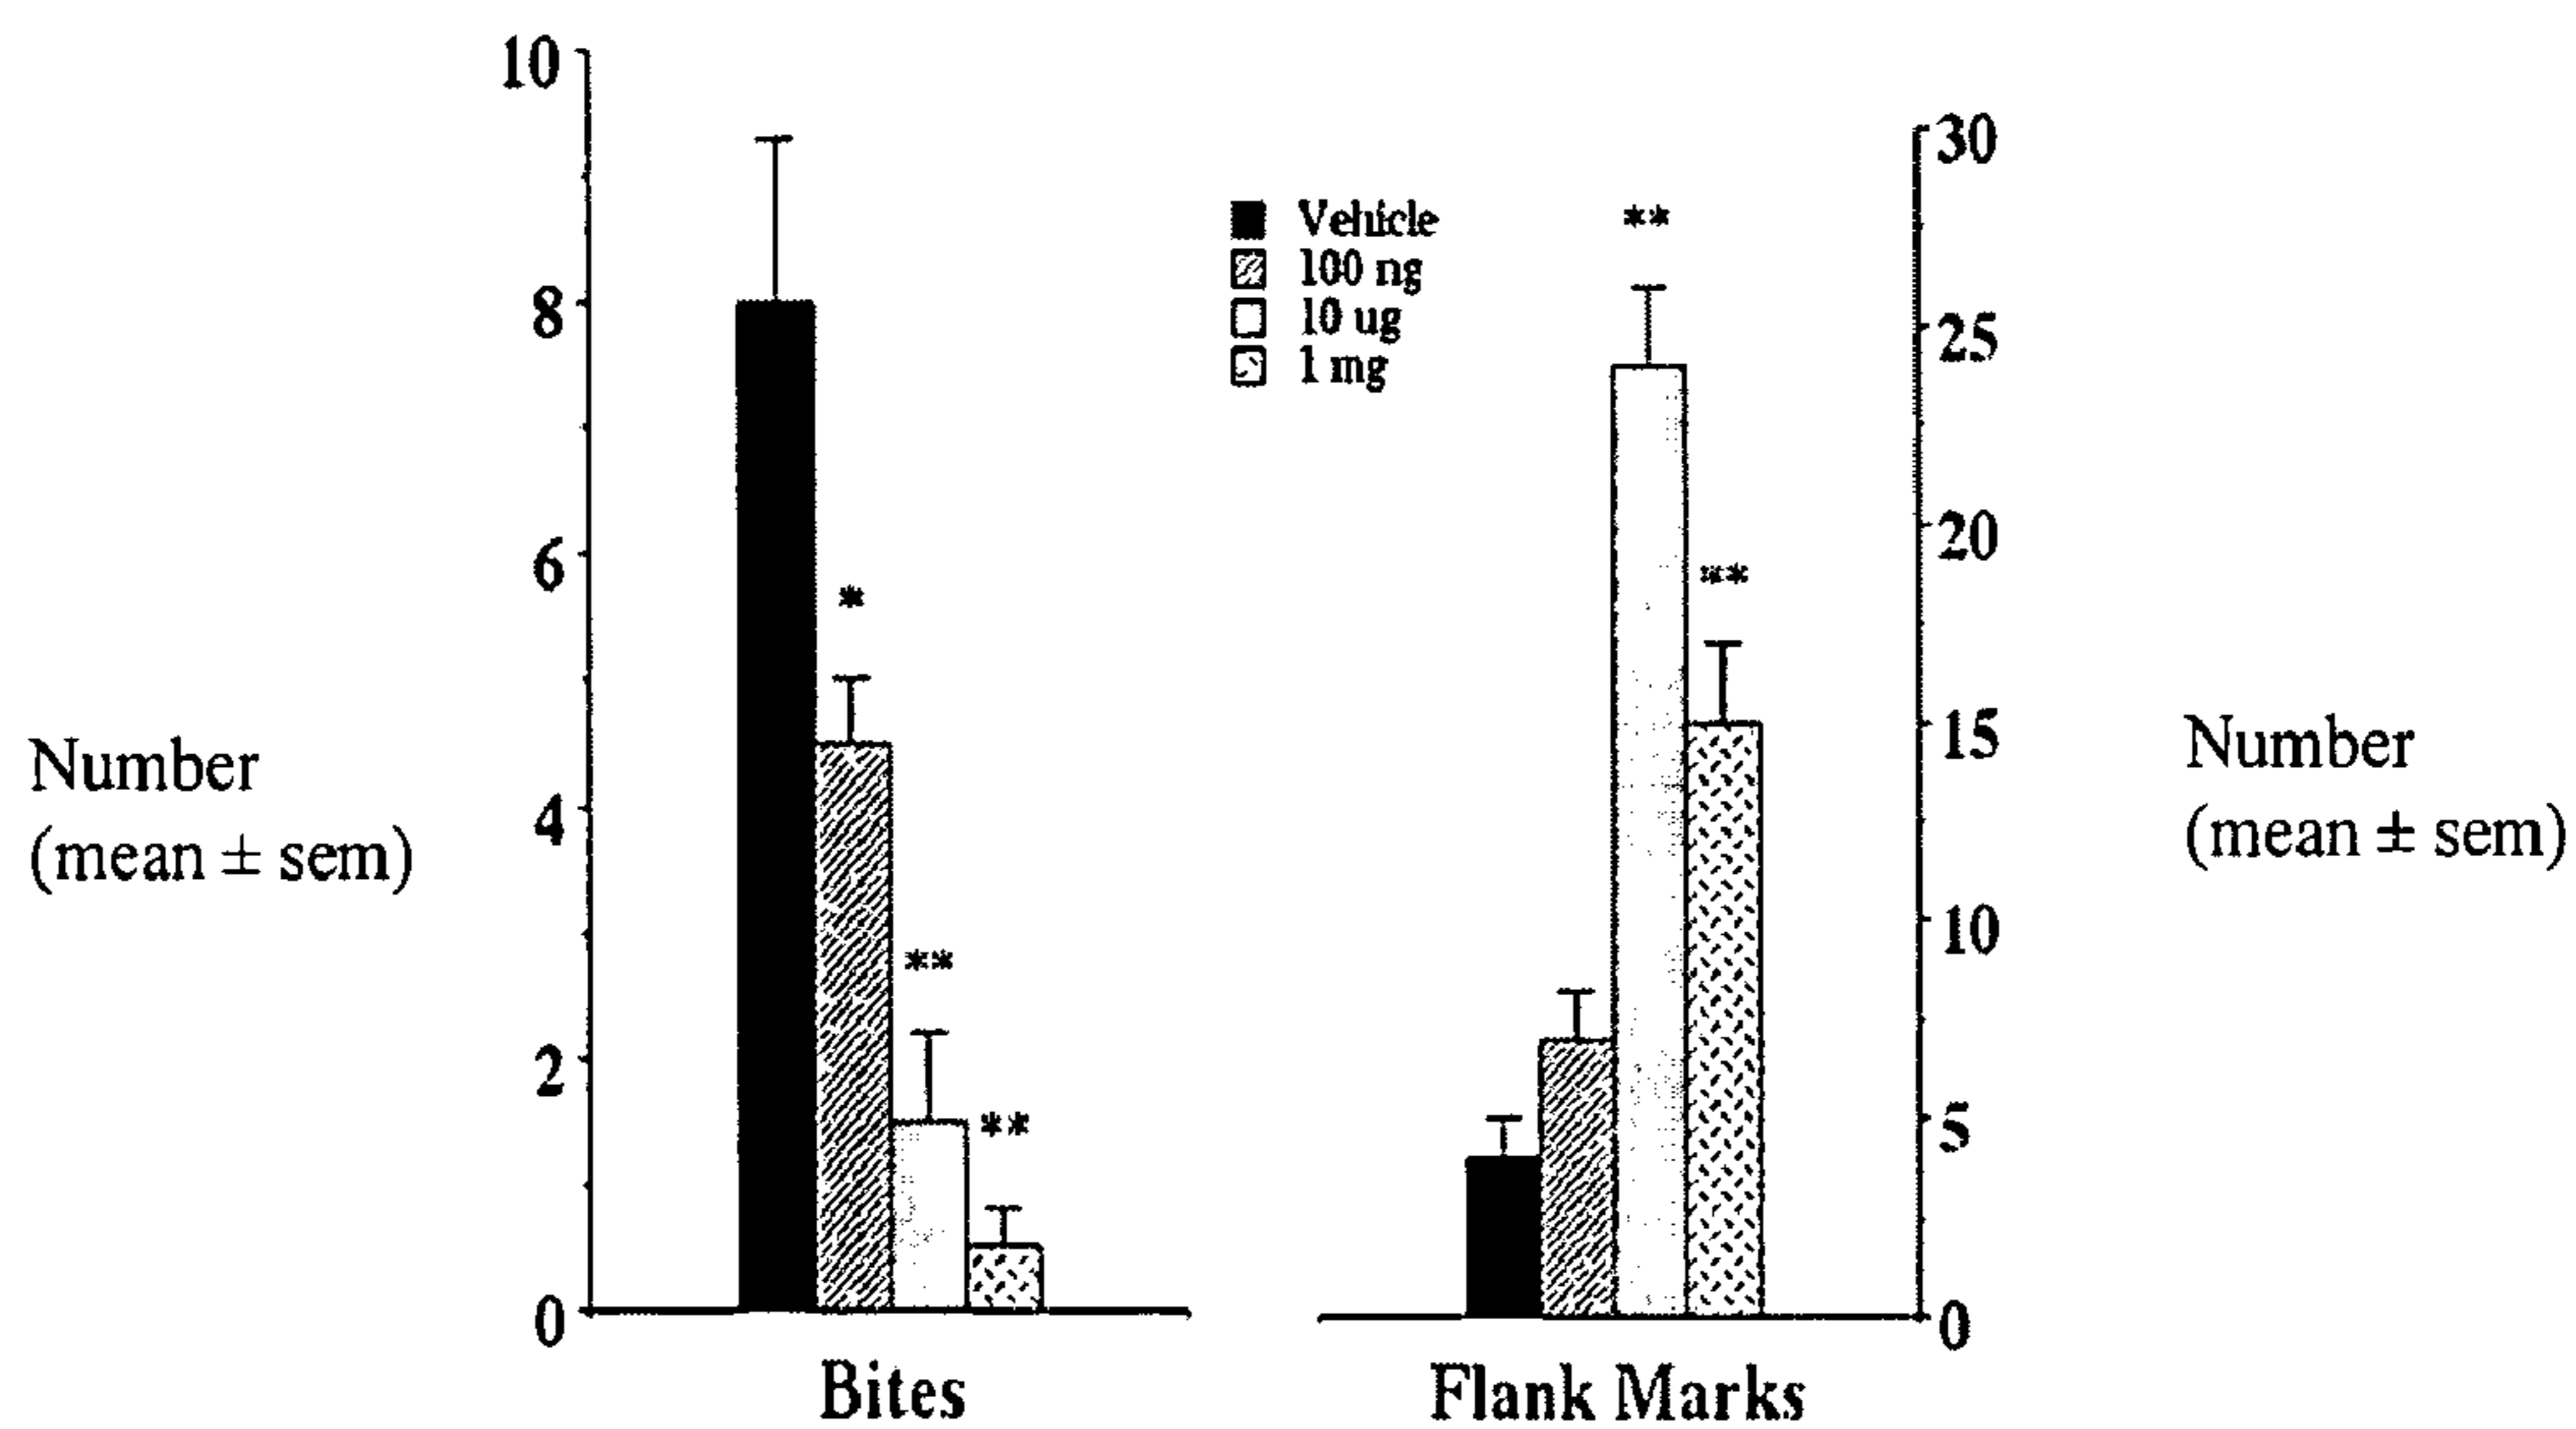 Number
(mean ± sem)
10
8
6
4
2
0
*
**
**
Bites
Vehicle
100 ng
10 ug
1 mg
**
**
Flank Marks
30
25
20
15
10
5
0
Number
(mean ± sem)